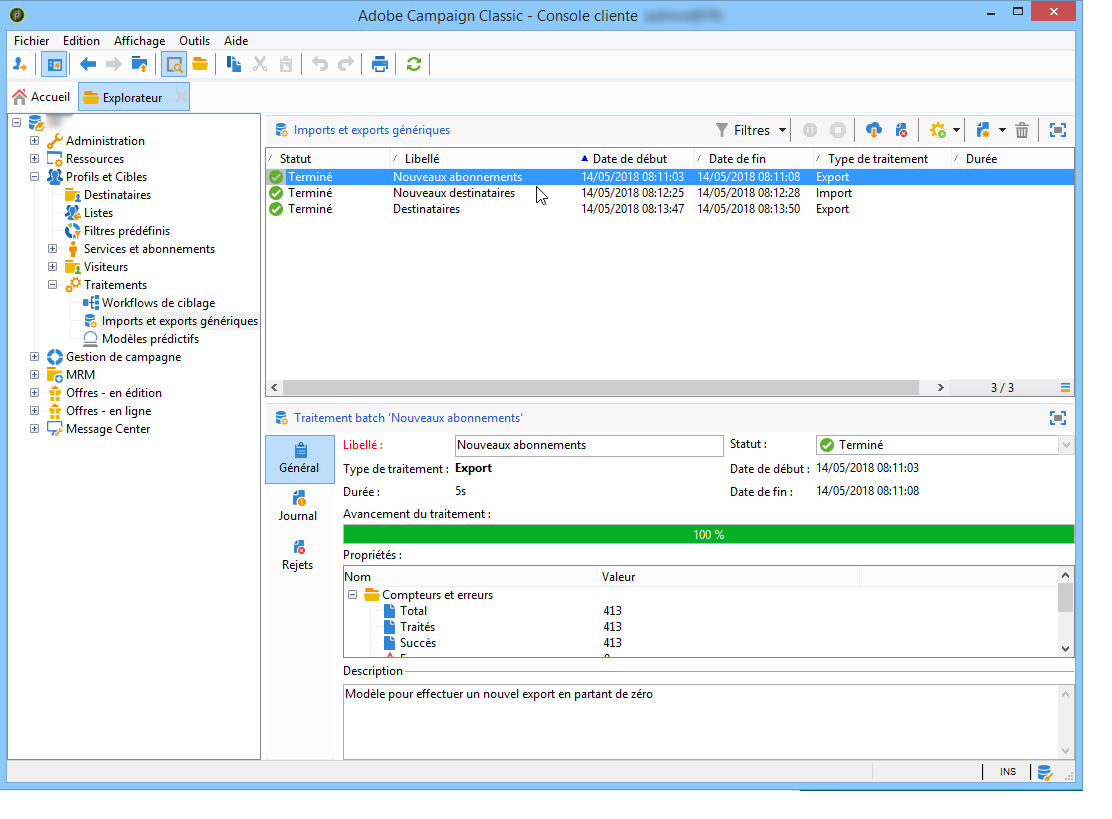 Adobe Campaign Classic - Console cliente
Fichier Edition Affichage Outils Aide
Accueil Explorateur
Administration
Ressources
Profils et Cibles
Destinataires
Listes
Filtres prédéfinis
Services et abonnements
Visiteurs
Traitements
Workflows de ciblage
Imports et exports génériques
Modèles prédictifs
Gestion de campagne
MRM
Offres - en édition
Offres - en ligne
Message Center
Imports et exports génériques Filtres
Statut Libellé Date de début Date de fin Type de traitement Durée
Terminé Nouveaux abonnements 14/05/2018 08:11:03 14/05/2018 08:11:08 Export
Terminé Nouveaux destinataires 14/05/2018 08:12:25 14/05/2018 08:12:28 Import
Terminé Destinataires 14/05/2018 08:13:47 14/05/2018 08:13:50 Export
3 / 3
Traitement batch 'Nouveaux abonnements'
Général
Journal
Rejets
Libellé : Nouveaux abonnements Statut : Terminé
Type de traitement : Export Date de début : 14/05/2018 08:11:03
Durée : 5s Date de fin : 14/05/2018 08:11:08
Avancement du traitement :
100 %
Propriétés :
Nom Valeur
Compteurs et erreurs
Total 413
Traités 413
Succès 413
Description
Modèle pour effectuer un nouvel export en partant de zéro
INS